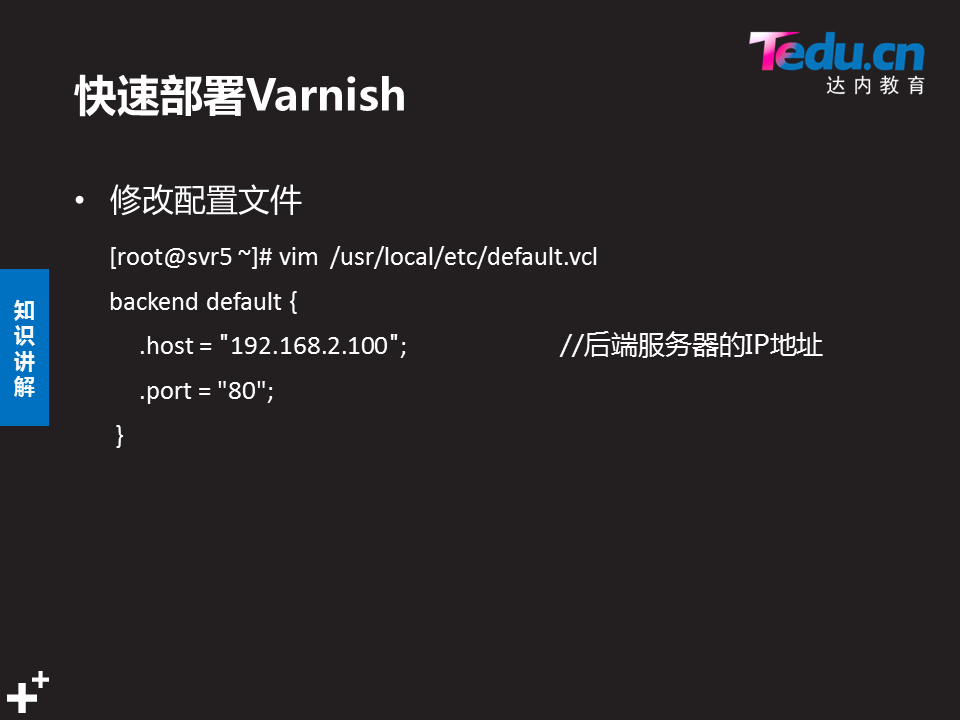 Tedu.cn
达内教育
快速部署Varnish
• 修改配置文件
[root@svr5 ~]# vim /usr/local/etc/default.vcl
backend default {
.host = "192.168.2.100"; //后端服务器的IP地址
.port = "80";
}
知识讲解